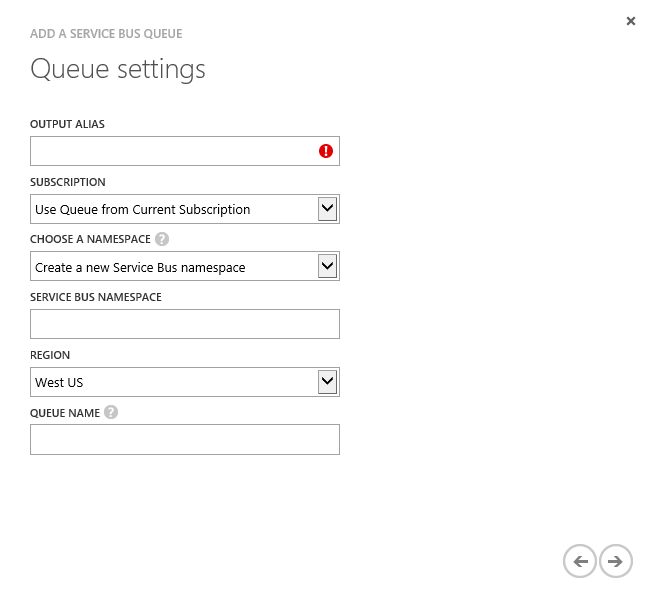 ADD A SERVICE BUS QUEUE
Queue settings
OUTPUT ALIAS
!
SUBSCRIPTION
Use Queue from Current Subscription
CHOOSE A NAMESPACE ?
Create a new Service Bus namespace
SERVICE BUS NAMESPACE
REGION
West US
QUEUE NAME ?